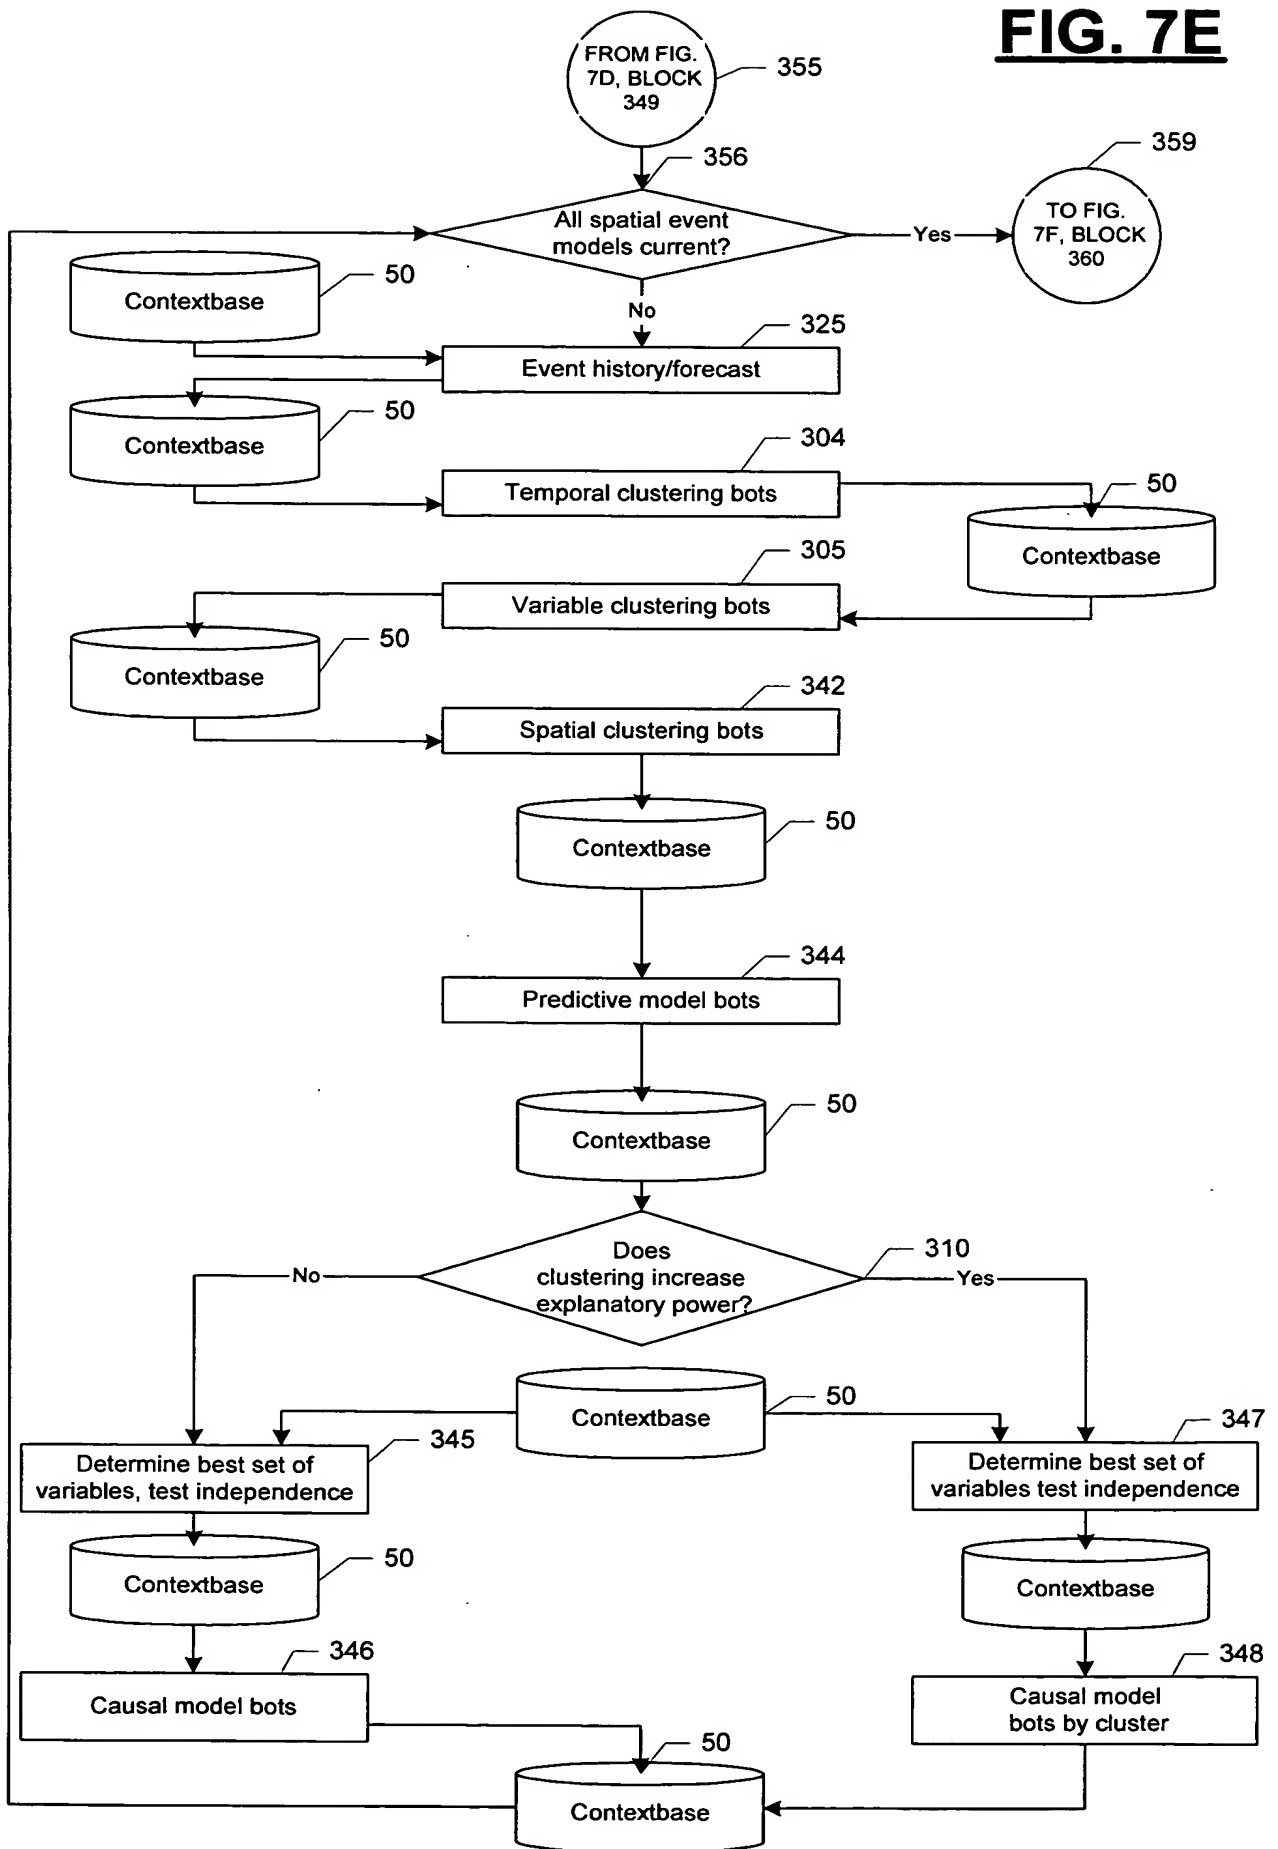 FIG. 7E
FROM FIG.
7D, BLOCK
349
355
356
359
All spatial event
models current?
Yes
TO FIG.
7F, BLOCK
360
50
Contextbase
No
325
Event history/forecast
50
Contextbase
304
Temporal clustering bots
50
Contextbase
305
Variable clustering bots
50
Contextbase
342
Spatial clustering bots
50
Contextbase
344
Predictive model bots
50
Contextbase
Does
clustering increase
explanatory power?
310
No
Yes
50
Contextbase
345
Determine best set of
variables, test independence
347
Determine best set of
variables test independence
50
Contextbase
Contextbase
346
Causal model bots
348
Causal model
bots by cluster
50
Contextbase